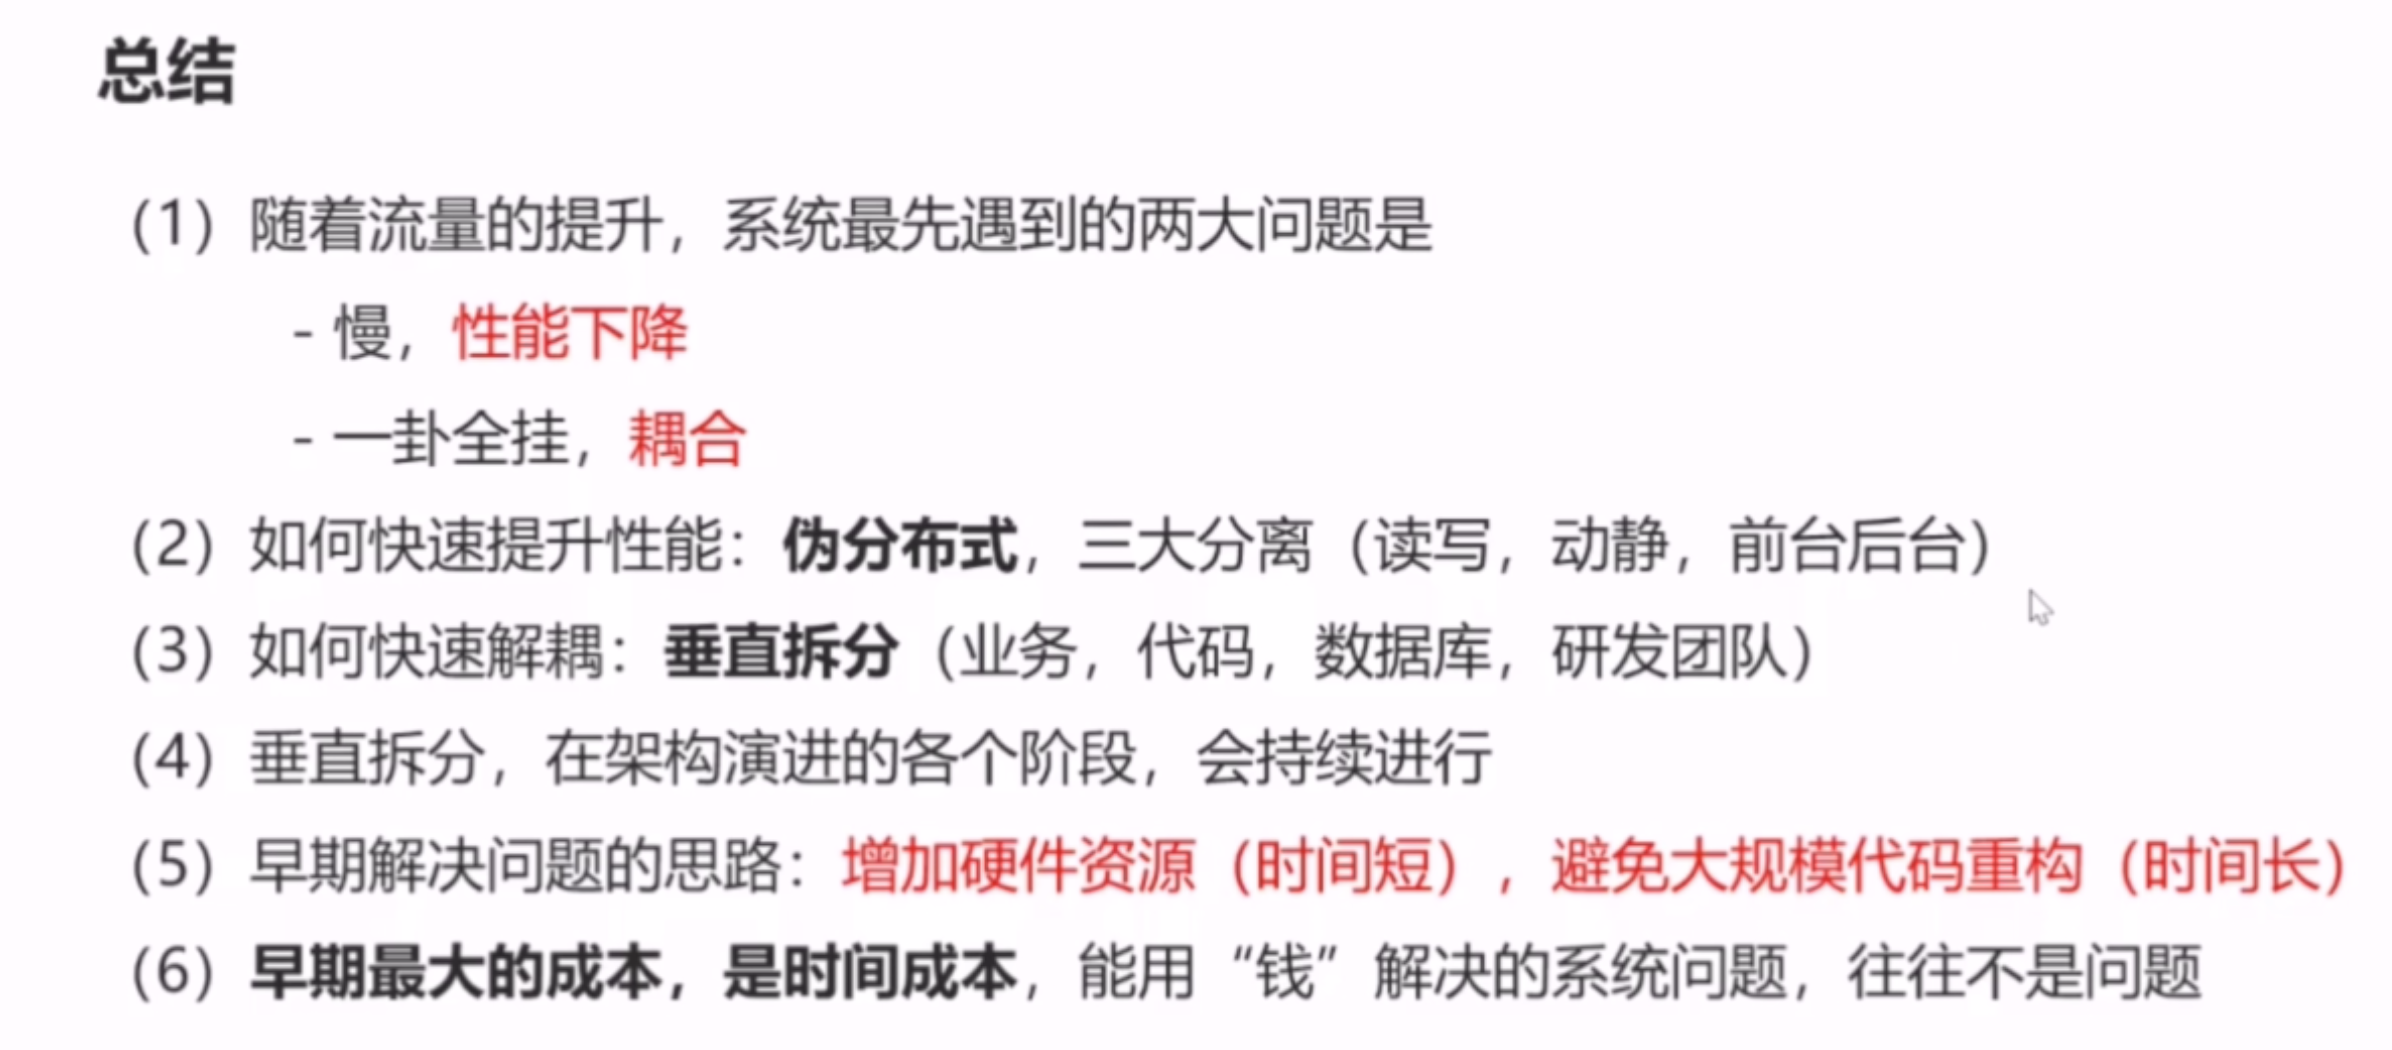 总结
（1）随着流量的提升，系统最先遇到的两大问题是
- 慢，性能下降
- 一卦全挂，耦合
（2）如何快速提升性能：伪分布式，三大分离（读写，动静，前台后台）
（3）如何快速解耦：垂直拆分（业务，代码，数据库，研发团队）
（4）垂直拆分，在架构演进的各个阶段，会持续进行
（5）早期解决问题的思路：增加硬件资源（时间短），避免大规模代码重构（时间长）
（6）早期最大的成本，是时间成本，能用“钱”解决的系统问题，往往不是问题